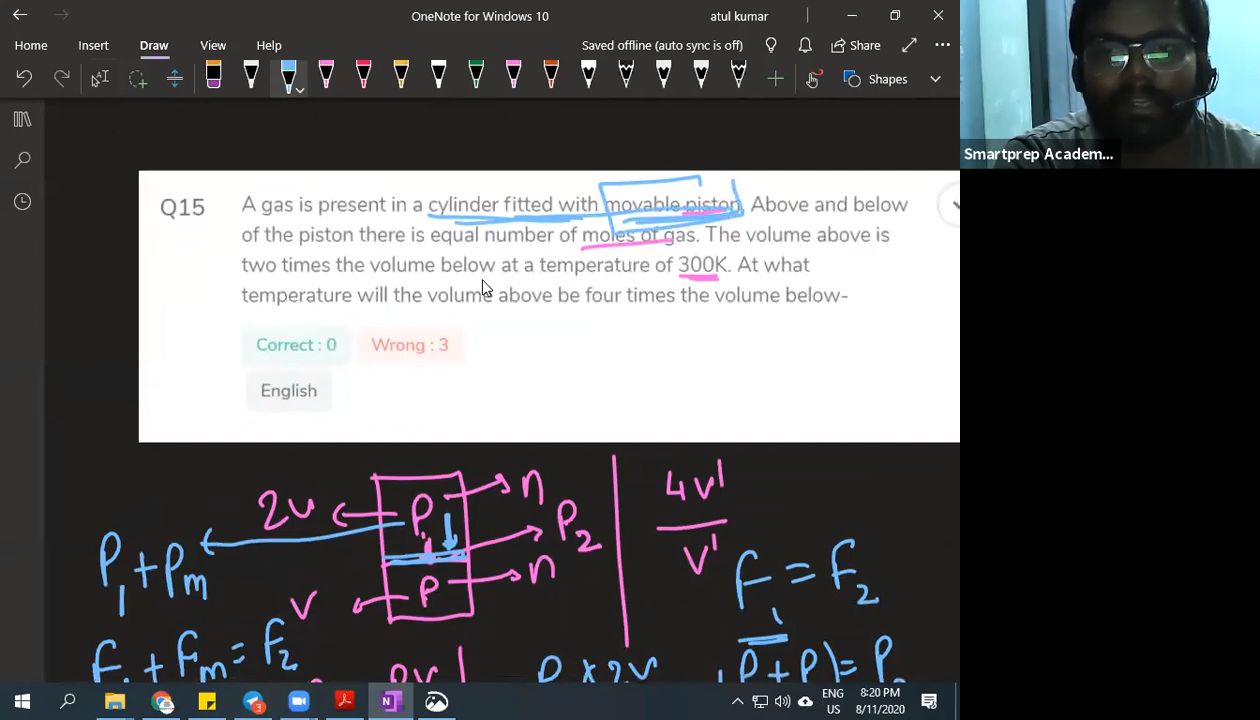 OneNote for Windows 10
atul kumar
Home Insert Draw View Help
Saved offline (auto sync is off)
Share
Shapes
Smartprep Academ...
Q15
A gas is present in a cylinder fitted with movable piston. Above and below
of the piston there is equal number of moles of gas. The volume above is
two times the volume below at a temperature of 300K. At what
temperature will the volume above be four times the volume below-
Correct : 0 Wrong : 3
English
2v P1 n
P1 + Pm
P2
v P n
4v'
v'
F1 = F2
F1 + Fm = F2
P × 2v
ENG
US
8:20 PM
8/11/2020